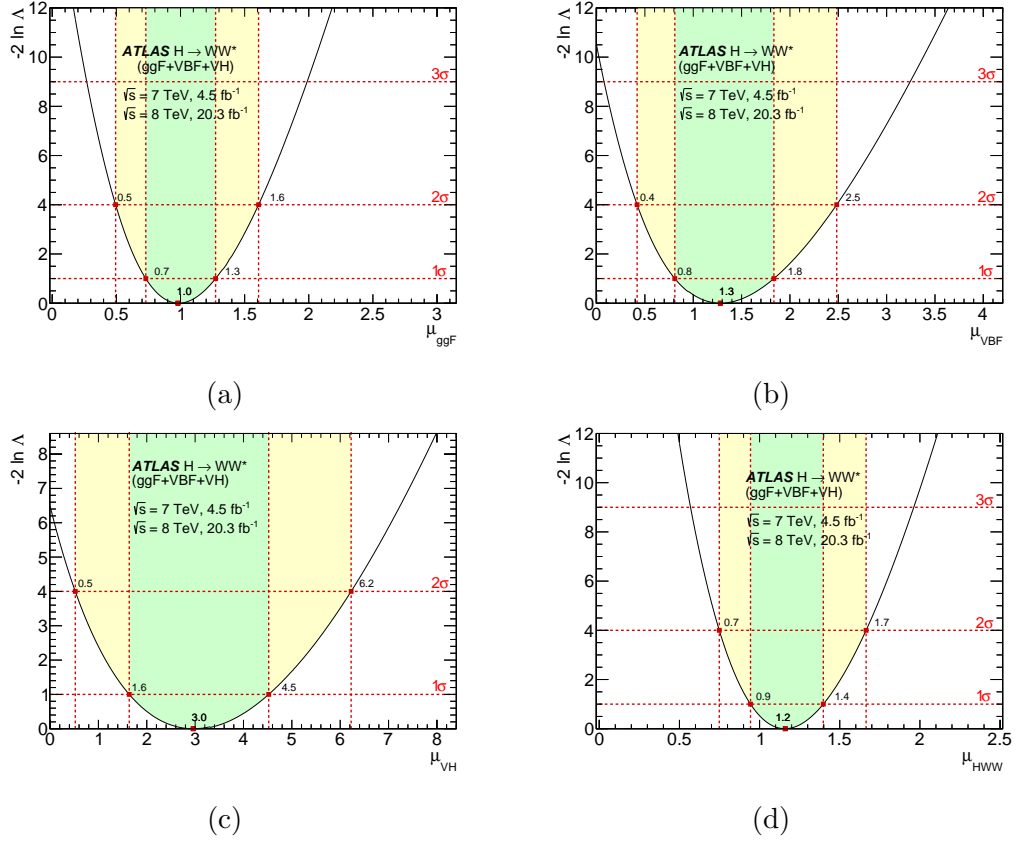 -2 ln Λ
12
10
8
6
4
2
0
ATLAS H → WW*
(ggF+VBF+VH)
√s = 7 TeV, 4.5 fb-1
√s = 8 TeV, 20.3 fb-1
3σ
2σ
1σ
0.5
1.6
0.7
1.3
1.0
0 0.5 1 1.5 2 2.5 3
μggF
(a)
-2 ln Λ
12
10
8
6
4
2
0
ATLAS H → WW*
(ggF+VBF+VH)
√s = 7 TeV, 4.5 fb-1
√s = 8 TeV, 20.3 fb-1
3σ
2σ
1σ
0.4
2.5
0.8
1.8
1.3
0 0.5 1 1.5 2 2.5 3 3.5 4
μVBF
(b)
-2 ln Λ
8
7
6
5
4
3
2
1
0
ATLAS H → WW*
(ggF+VBF+VH)
√s = 7 TeV, 4.5 fb-1
√s = 8 TeV, 20.3 fb-1
2σ
1σ
0.5
6.2
1.6
4.5
3.0
0 1 2 3 4 5 6 7 8
μVH
(c)
-2 ln Λ
12
10
8
6
4
2
0
ATLAS H → WW*
(ggF+VBF+VH)
√s = 7 TeV, 4.5 fb-1
√s = 8 TeV, 20.3 fb-1
3σ
2σ
1σ
0.7
1.7
0.9
1.4
1.2
0 0.5 1 1.5 2 2.5
μHWW
(d)